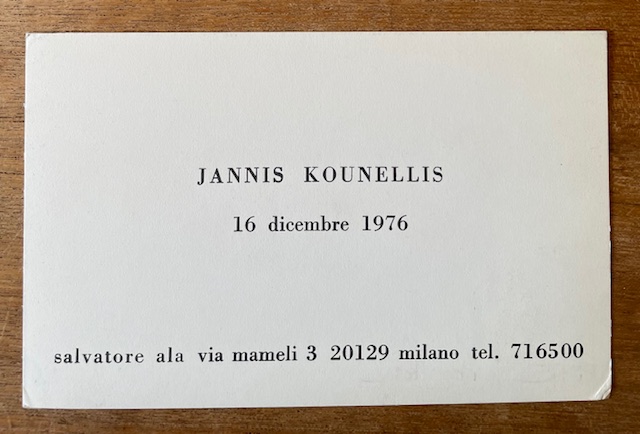 JANNIS KOUNELLIS
16 dicembre 1976
salvatore ala via mameli 3 20129 milano tel. 716500